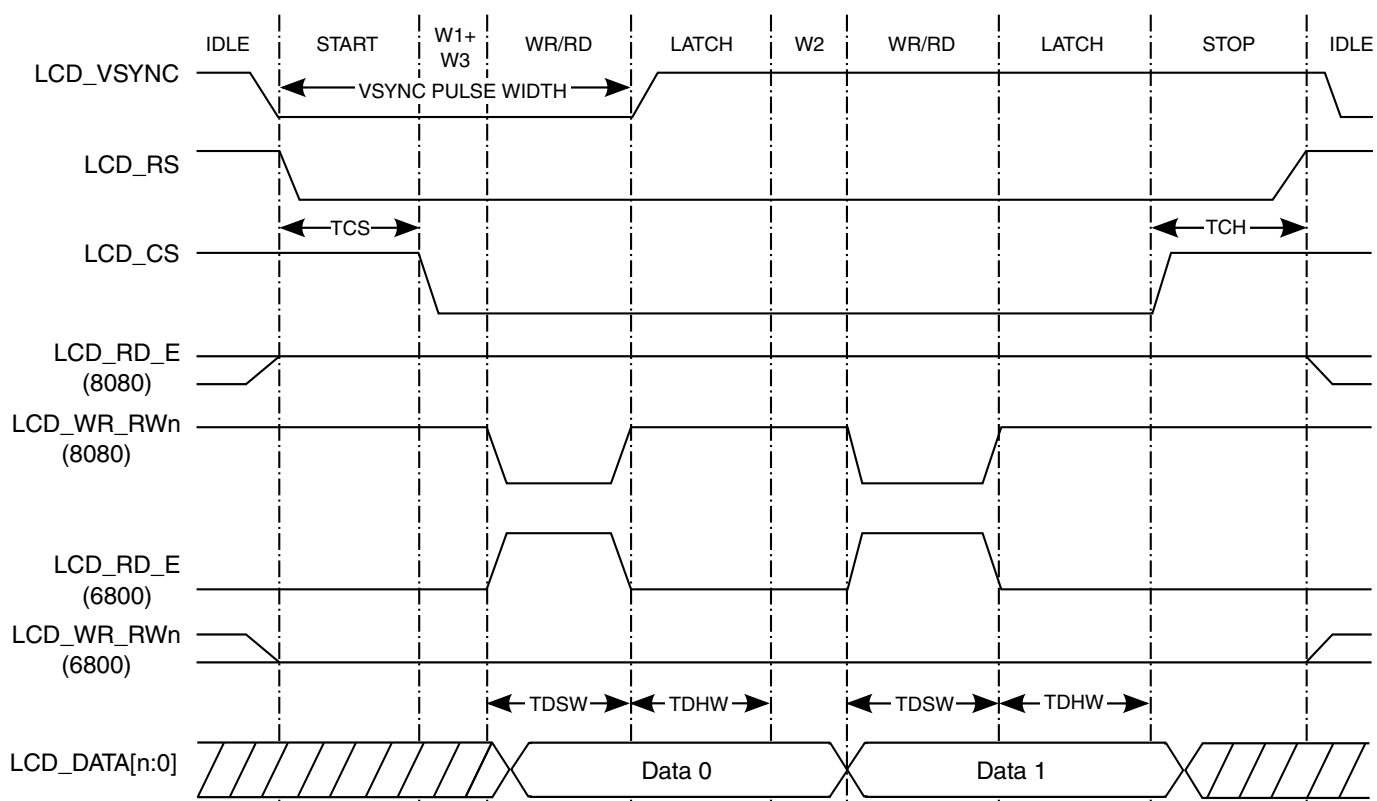 IDLE START W1+ WR/RD LATCH W2 WR/RD LATCH STOP IDLE
W3
LCD_VSYNC
VSYNC PULSE WIDTH
LCD_RS
TCS TCH
LCD_CS
LCD_RD_E
(8080)
LCD_WR_RWn
(8080)
LCD_RD_E
(6800)
LCD_WR_RWn
(6800)
TDSW TDHW TDSW TDHW
LCD_DATA[n:0] Data 0 Data 1